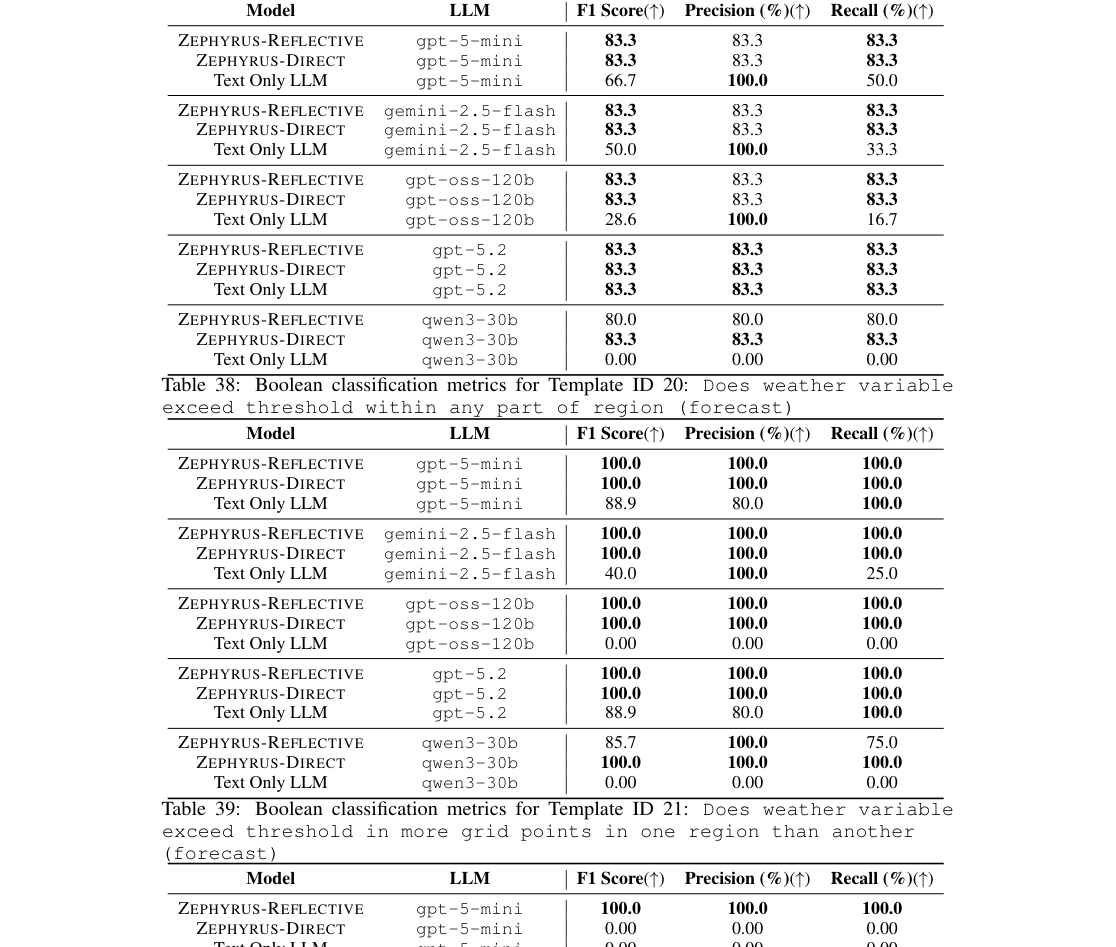 Model LLM F1 Score(↑) Precision (%)(↑) Recall (%)(↑)
ZEPHYRUS-REFLECTIVE gpt-5-mini 83.3 83.3 83.3
ZEPHYRUS-DIRECT gpt-5-mini 83.3 83.3 83.3
Text Only LLM gpt-5-mini 66.7 100.0 50.0
ZEPHYRUS-REFLECTIVE gemini-2.5-flash 83.3 83.3 83.3
ZEPHYRUS-DIRECT gemini-2.5-flash 83.3 83.3 83.3
Text Only LLM gemini-2.5-flash 50.0 100.0 33.3
ZEPHYRUS-REFLECTIVE gpt-oss-120b 83.3 83.3 83.3
ZEPHYRUS-DIRECT gpt-oss-120b 83.3 83.3 83.3
Text Only LLM gpt-oss-120b 28.6 100.0 16.7
ZEPHYRUS-REFLECTIVE gpt-5.2 83.3 83.3 83.3
ZEPHYRUS-DIRECT gpt-5.2 83.3 83.3 83.3
Text Only LLM gpt-5.2 83.3 83.3 83.3
ZEPHYRUS-REFLECTIVE qwen3-30b 80.0 80.0 80.0
ZEPHYRUS-DIRECT qwen3-30b 83.3 83.3 83.3
Text Only LLM qwen3-30b 0.00 0.00 0.00
Table 38: Boolean classification metrics for Template ID 20: Does weather variable
exceed threshold within any part of region (forecast)
Model LLM F1 Score(↑) Precision (%)(↑) Recall (%)(↑)
ZEPHYRUS-REFLECTIVE gpt-5-mini 100.0 100.0 100.0
ZEPHYRUS-DIRECT gpt-5-mini 100.0 100.0 100.0
Text Only LLM gpt-5-mini 88.9 80.0 100.0
ZEPHYRUS-REFLECTIVE gemini-2.5-flash 100.0 100.0 100.0
ZEPHYRUS-DIRECT gemini-2.5-flash 100.0 100.0 100.0
Text Only LLM gemini-2.5-flash 40.0 100.0 25.0
ZEPHYRUS-REFLECTIVE gpt-oss-120b 100.0 100.0 100.0
ZEPHYRUS-DIRECT gpt-oss-120b 100.0 100.0 100.0
Text Only LLM gpt-oss-120b 0.00 0.00 0.00
ZEPHYRUS-REFLECTIVE gpt-5.2 100.0 100.0 100.0
ZEPHYRUS-DIRECT gpt-5.2 100.0 100.0 100.0
Text Only LLM gpt-5.2 88.9 80.0 100.0
ZEPHYRUS-REFLECTIVE qwen3-30b 85.7 100.0 75.0
ZEPHYRUS-DIRECT qwen3-30b 100.0 100.0 100.0
Text Only LLM qwen3-30b 0.00 0.00 0.00
Table 39: Boolean classification metrics for Template ID 21: Does weather variable
exceed threshold in more grid points in one region than another
(forecast)
Model LLM F1 Score(↑) Precision (%)(↑) Recall (%)(↑)
ZEPHYRUS-REFLECTIVE gpt-5-mini 100.0 100.0 100.0
ZEPHYRUS-DIRECT gpt-5-mini 0.00 0.00 0.00